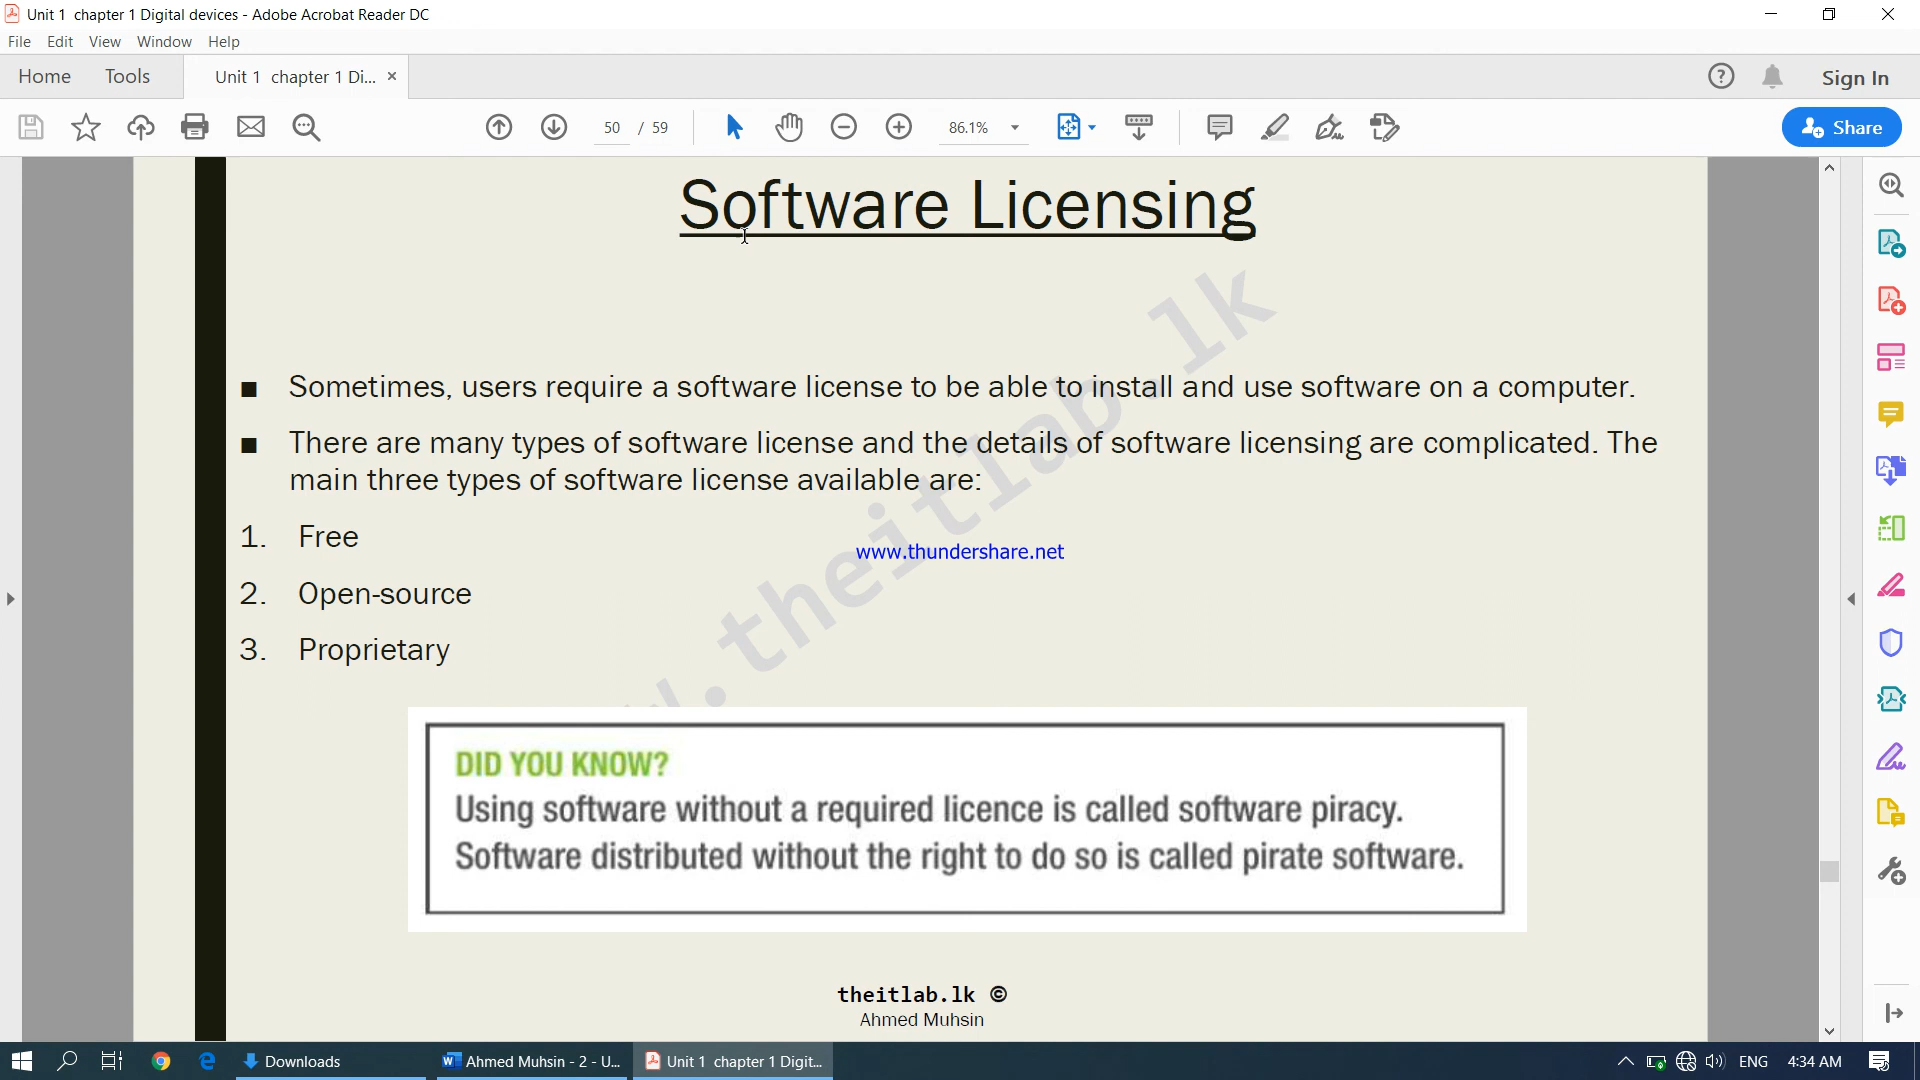 Unit 1 chapter 1 Digital devices - Adobe Acrobat Reader DC
File Edit View Window Help
Home Tools Unit 1 chapter 1 Di... × Sign In
50 / 59 86.1% Share
Software Licensing
■ Sometimes, users require a software license to be able to install and use software on a computer.
■ There are many types of software license and the details of software licensing are complicated. The
main three types of software license available are:
1. Free
www.thundershare.net
2. Open-source
3. Proprietary
w.theitlab.lk
DID YOU KNOW?
Using software without a required licence is called software piracy.
Software distributed without the right to do so is called pirate software.
theitlab.lk ©
Ahmed Muhsin
Downloads Ahmed Muhsin - 2 - U... Unit 1 chapter 1 Digit... ENG 4:34 AM